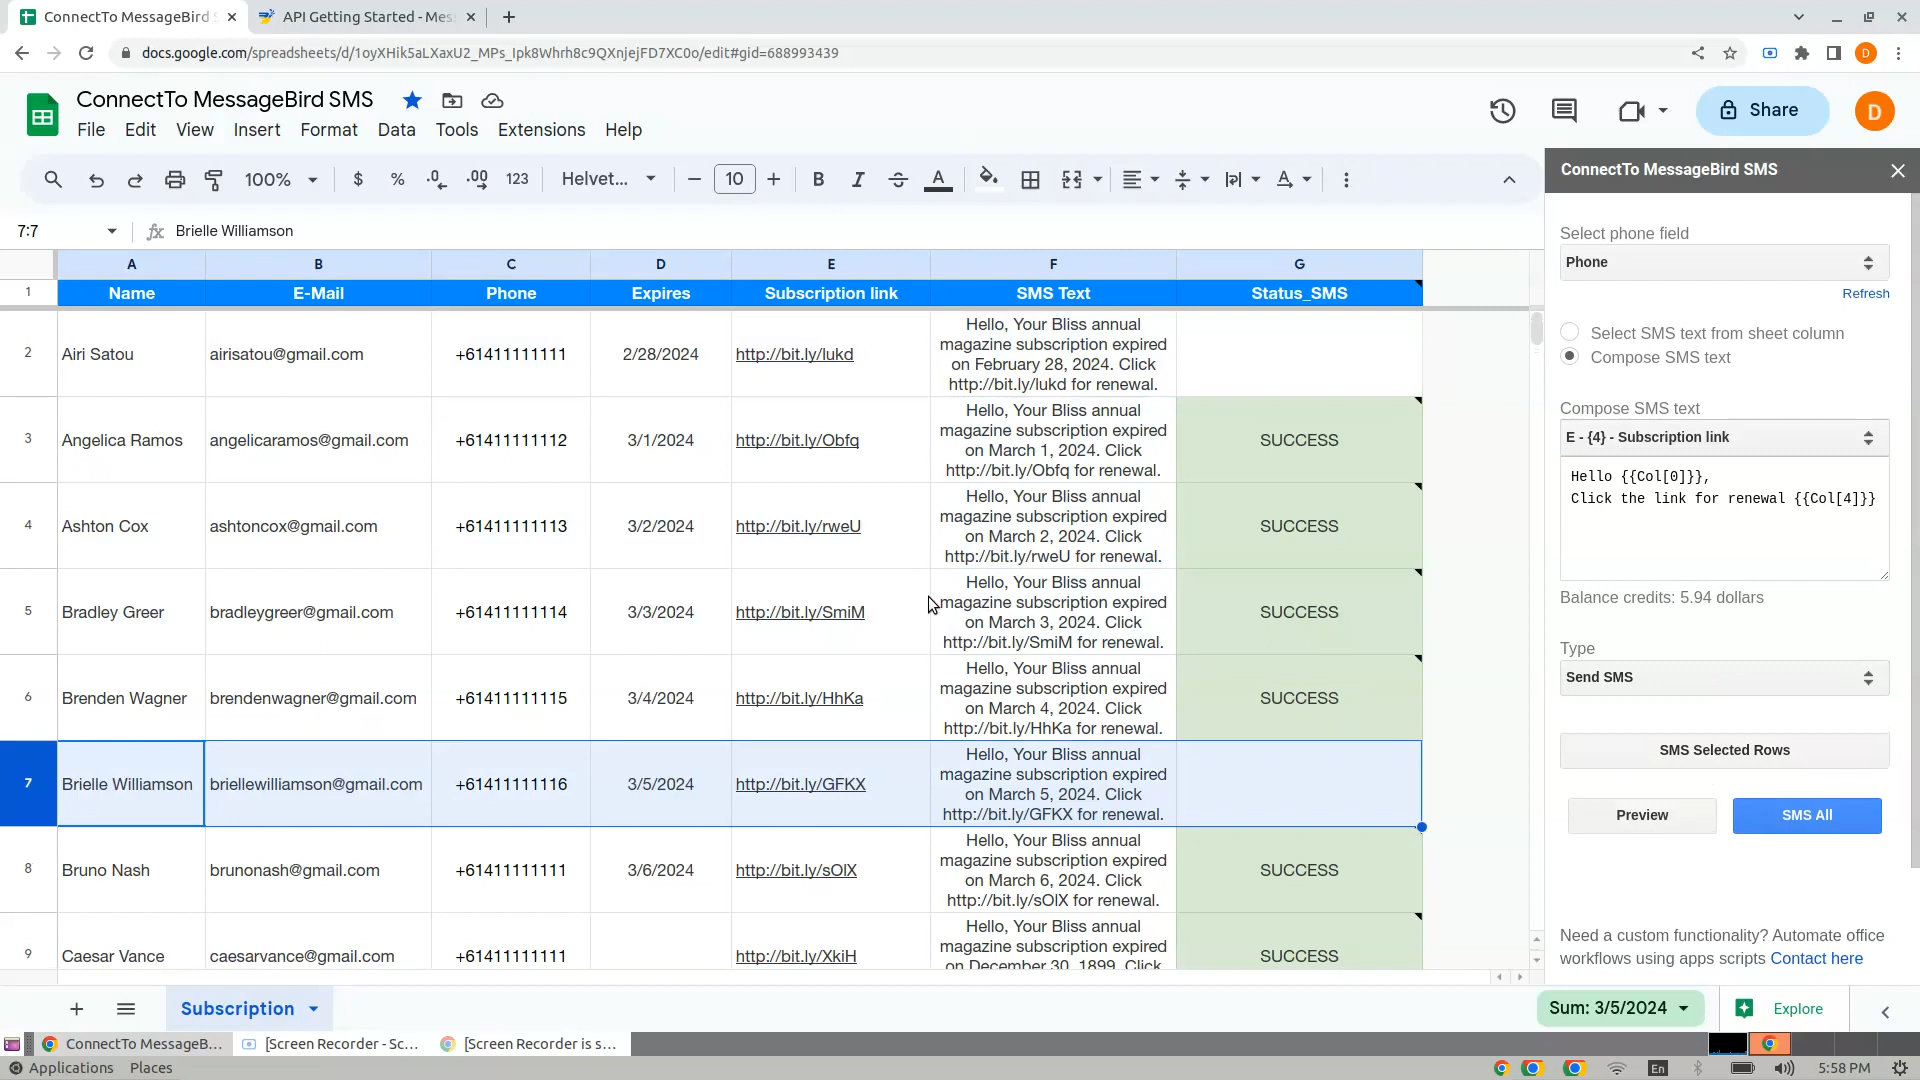 ConnectTo MessageBird S
API Getting Started - Mes
docs.google.com/spreadsheets/d/1oyXHik5aLXaxU2_MPs_Ipk8Whrh8c9QXnjejFD7XC0o/edit#gid=688993439
D
ConnectTo MessageBird SMS
File Edit View Insert Format Data Tools Extensions Help
Share
D
100%
$ % .0 .00 123 Helvet... 10 B I A
ConnectTo MessageBird SMS
7:7
fx Brielle Williamson
A B C D E F G
1 Name E-Mail Phone Expires Subscription link SMS Text Status_SMS
2 Airi Satou airisatou@gmail.com +61411111111 2/28/2024 http://bit.ly/lukd
Hello, Your Bliss annual
magazine subscription expired
on February 28, 2024. Click
http://bit.ly/lukd for renewal.
3 Angelica Ramos angelicaramos@gmail.com +61411111112 3/1/2024 http://bit.ly/Obfq
Hello, Your Bliss annual
magazine subscription expired
on March 1, 2024. Click
http://bit.ly/Obfq for renewal.
SUCCESS
4 Ashton Cox ashtoncox@gmail.com +61411111113 3/2/2024 http://bit.ly/rweU
Hello, Your Bliss annual
magazine subscription expired
on March 2, 2024. Click
http://bit.ly/rweU for renewal.
SUCCESS
5 Bradley Greer bradleygreer@gmail.com +61411111114 3/3/2024 http://bit.ly/SmiM
Hello, Your Bliss annual
magazine subscription expired
on March 3, 2024. Click
http://bit.ly/SmiM for renewal.
SUCCESS
6 Brenden Wagner brendenwagner@gmail.com +61411111115 3/4/2024 http://bit.ly/HhKa
Hello, Your Bliss annual
magazine subscription expired
on March 4, 2024. Click
http://bit.ly/HhKa for renewal.
SUCCESS
7 Brielle Williamson briellewilliamson@gmail.com +61411111116 3/5/2024 http://bit.ly/GFKX
Hello, Your Bliss annual
magazine subscription expired
on March 5, 2024. Click
http://bit.ly/GFKX for renewal.
8 Bruno Nash brunonash@gmail.com +61411111111 3/6/2024 http://bit.ly/sOlX
Hello, Your Bliss annual
magazine subscription expired
on March 6, 2024. Click
http://bit.ly/sOlX for renewal.
SUCCESS
9 Caesar Vance caesarvance@gmail.com +61411111111 http://bit.ly/XkiH
Hello, Your Bliss annual
magazine subscription expired
on December 30, 1899. Click
SUCCESS
Select phone field
Phone
Refresh
Select SMS text from sheet column
Compose SMS text
Compose SMS text
E - {4} - Subscription link
Hello {{Col[0]}},
Click the link for renewal {{Col[4]}}
Balance credits: 5.94 dollars
Type
Send SMS
SMS Selected Rows
Preview
SMS All
Need a custom functionality? Automate office
workflows using apps scripts Contact here
Subscription
Sum: 3/5/2024
Explore
ConnectTo MessageB...
[Screen Recorder - Sc...
[Screen Recorder is s...
Applications Places
En
5:58 PM